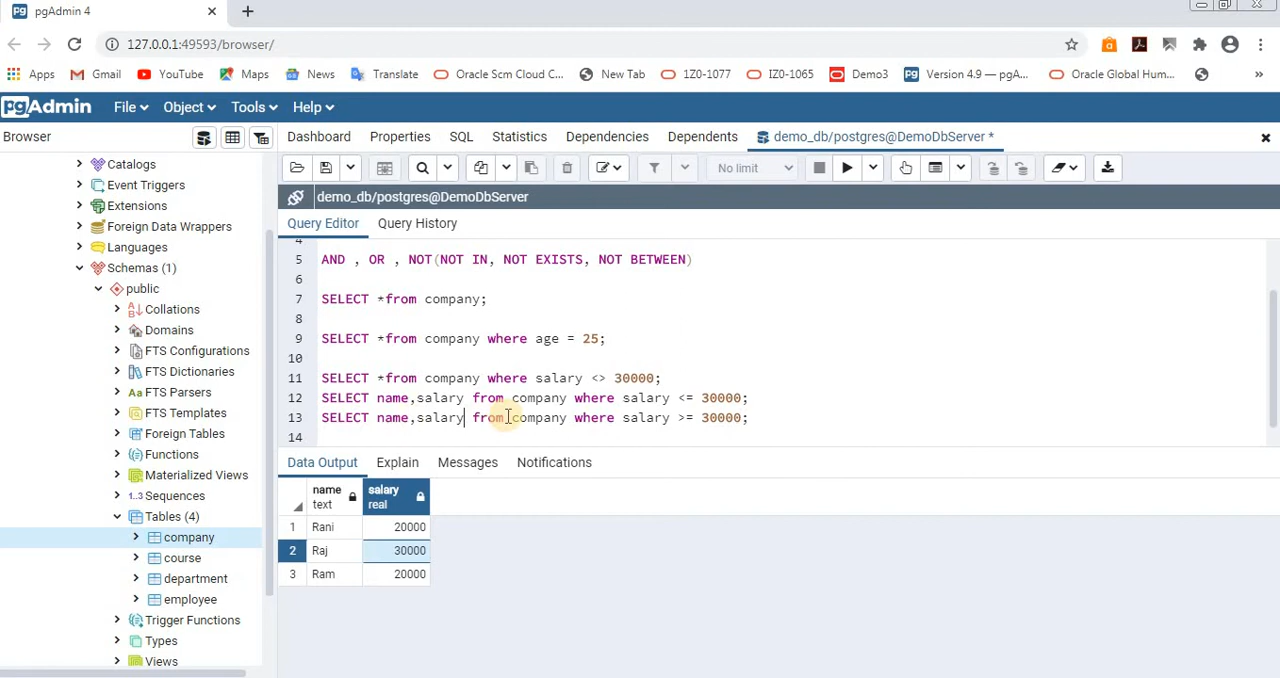 pgAdmin 4
127.0.0.1:49593/browser/
Apps Gmail YouTube Maps News Translate Oracle Scm Cloud C... New Tab 1Z0-1077 1Z0-1065 Demo3 Version 4.9 — pgA... Oracle Global Hum... »
pgAdmin File Object Tools Help
Browser Dashboard Properties SQL Statistics Dependencies Dependents demo_db/postgres@DemoDbServer *
No limit
demo_db/postgres@DemoDbServer
Query Editor Query History
Catalogs
Event Triggers
Extensions
Foreign Data Wrappers
Languages
Schemas (1)
public
Collations
Domains
FTS Configurations
FTS Dictionaries
Aa FTS Parsers
FTS Templates
Foreign Tables
Functions
Materialized Views
1..3 Sequences
Tables (4)
company
course
department
employee
Trigger Functions
Types
Views
4
5 AND , OR , NOT(NOT IN, NOT EXISTS, NOT BETWEEN)
6
7 SELECT *from company;
8
9 SELECT *from company where age = 25;
10
11 SELECT *from company where salary <> 30000;
12 SELECT name,salary from company where salary <= 30000;
13 SELECT name,salary from company where salary >= 30000;
14
Data Output Explain Messages Notifications
name salary
text real
1 Rani 20000
2 Raj 30000
3 Ram 20000